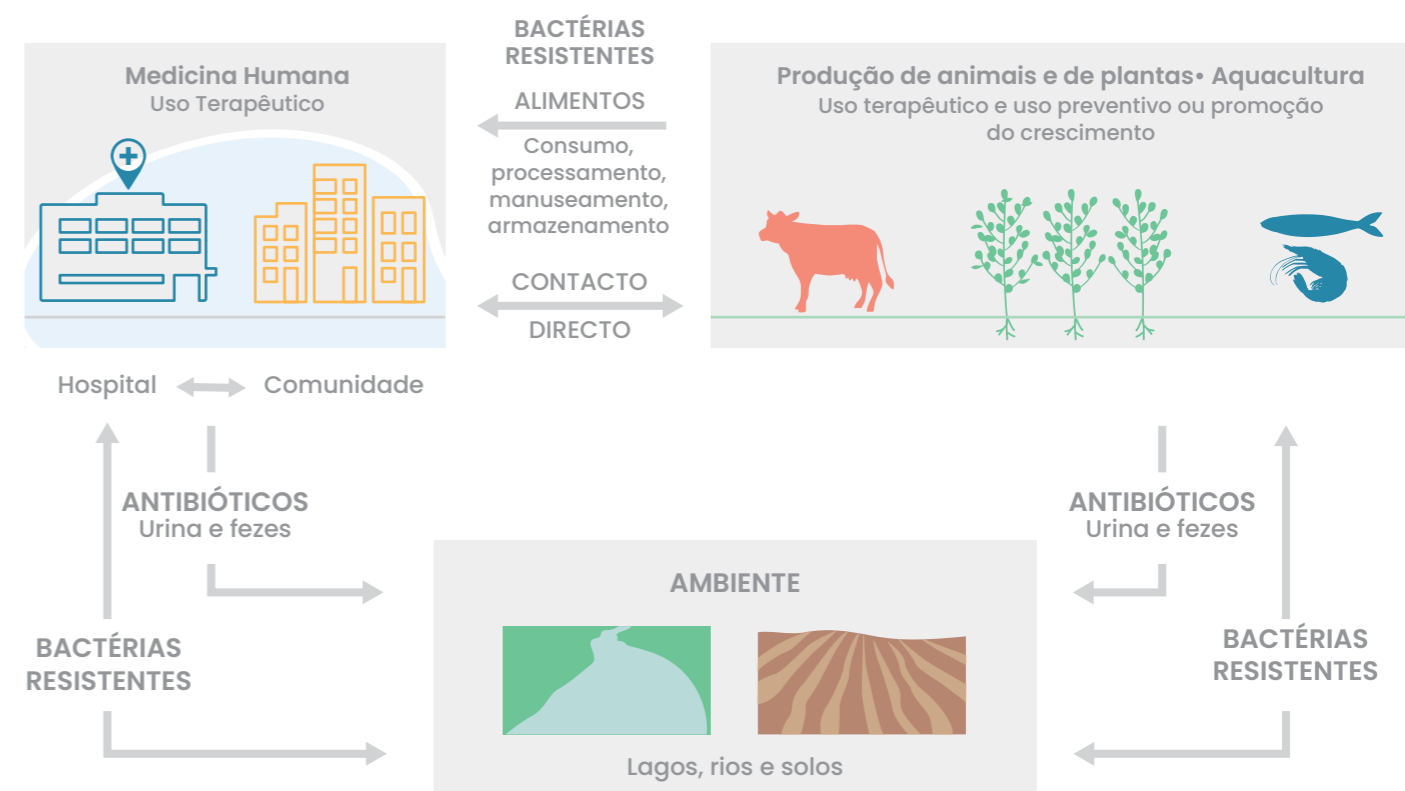 BACTÉRIAS
RESISTENTES
Medicina Humana
Uso Terapêutico
ALIMENTOS
Consumo,
processamento,
manuseamento,
armazenamento
CONTACTO
DIRECTO
Produção de animais e de plantas• Aquacultura
Uso terapêutico e uso preventivo ou promoção
do crescimento
Hospital
Comunidade
ANTIBIÓTICOS
Urina e fezes
ANTIBIÓTICOS
Urina e fezes
BACTÉRIAS
RESISTENTES
AMBIENTE
Lagos, rios e solos
BACTÉRIAS
RESISTENTES